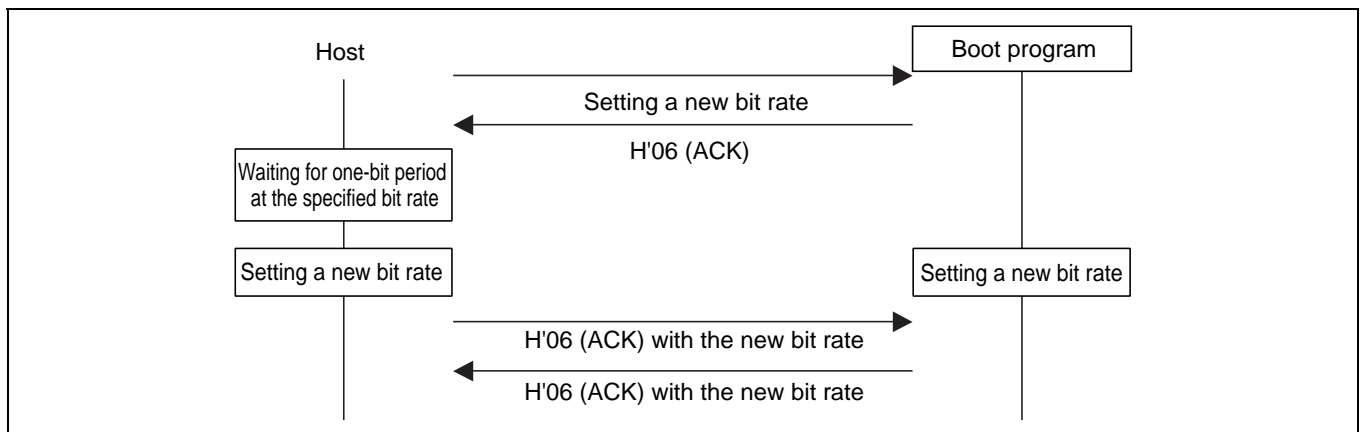 Host
Boot program
Setting a new bit rate
H'06 (ACK)
Waiting for one-bit period
at the specified bit rate
Setting a new bit rate
Setting a new bit rate
H'06 (ACK) with the new bit rate
H'06 (ACK) with the new bit rate